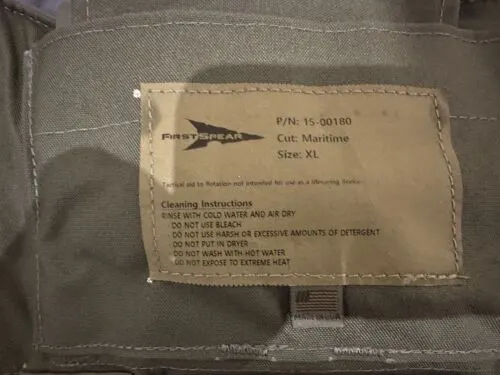 FIRSTSPEAR
P/N: 15-00180
Cut: Maritime
Size: XL
Tactical aid to flotation not intended for use as a lifesaving device
Cleaning Instructions
RINSE WITH COLD WATER AND AIR DRY
DO NOT USE BLEACH
DO NOT USE HARSH OR EXCESSIVE AMOUNTS OF DETERGENT
DO NOT PUT IN DRYER
DO NOT WASH WITH HOT WATER
DO NOT EXPOSE TO EXTREME HEAT
MADE IN USA